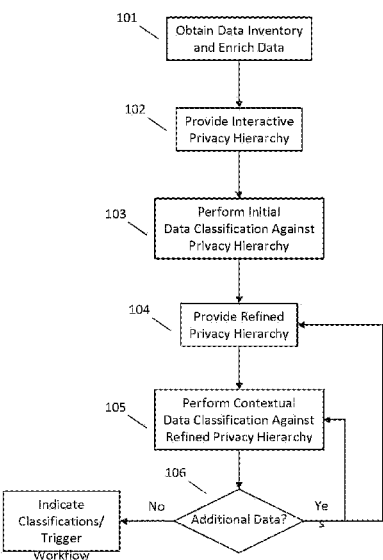 101
Obtain Data Inventory
and Enrich Data
102
Provide Interactive
Privacy Hierarchy
103
Perform Initial
Data Classification Against
Privacy Hierarchy
104
Provide Refined
Privacy Hierarchy
105
Perform Contextual
Data Classification Against
Refined Privacy Hierarchy
106
Additional Data?
No
Ye
s
Indicate
Classifications/
Trigger
Workflow